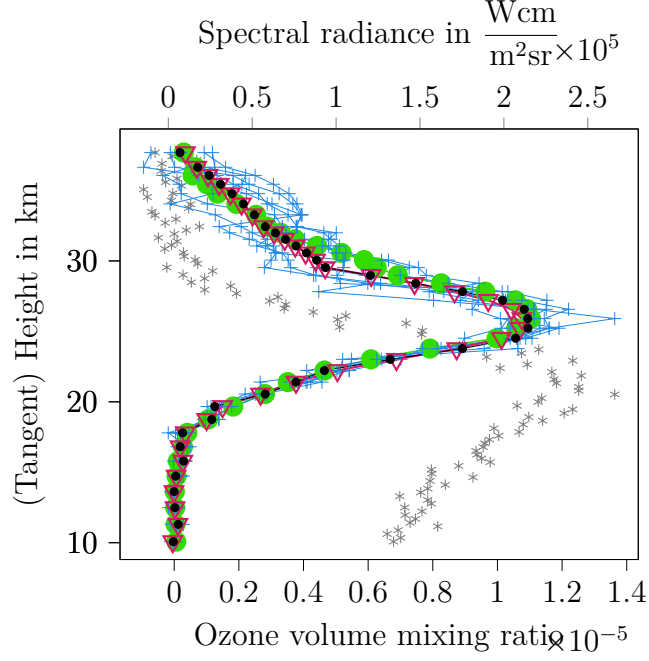 Spectral radiance in Wcm/m²sr ×10⁵
0 0.5 1 1.5 2 2.5
(Tangent) Height in km
30
20
10
0 0.2 0.4 0.6 0.8 1 1.2 1.4
Ozone volume mixing ratio ×10⁻⁵